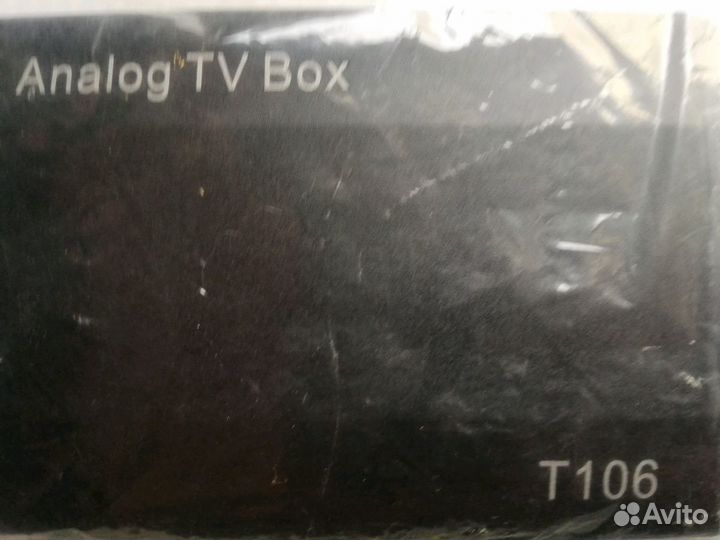 Analog TV Box
T106
Avito